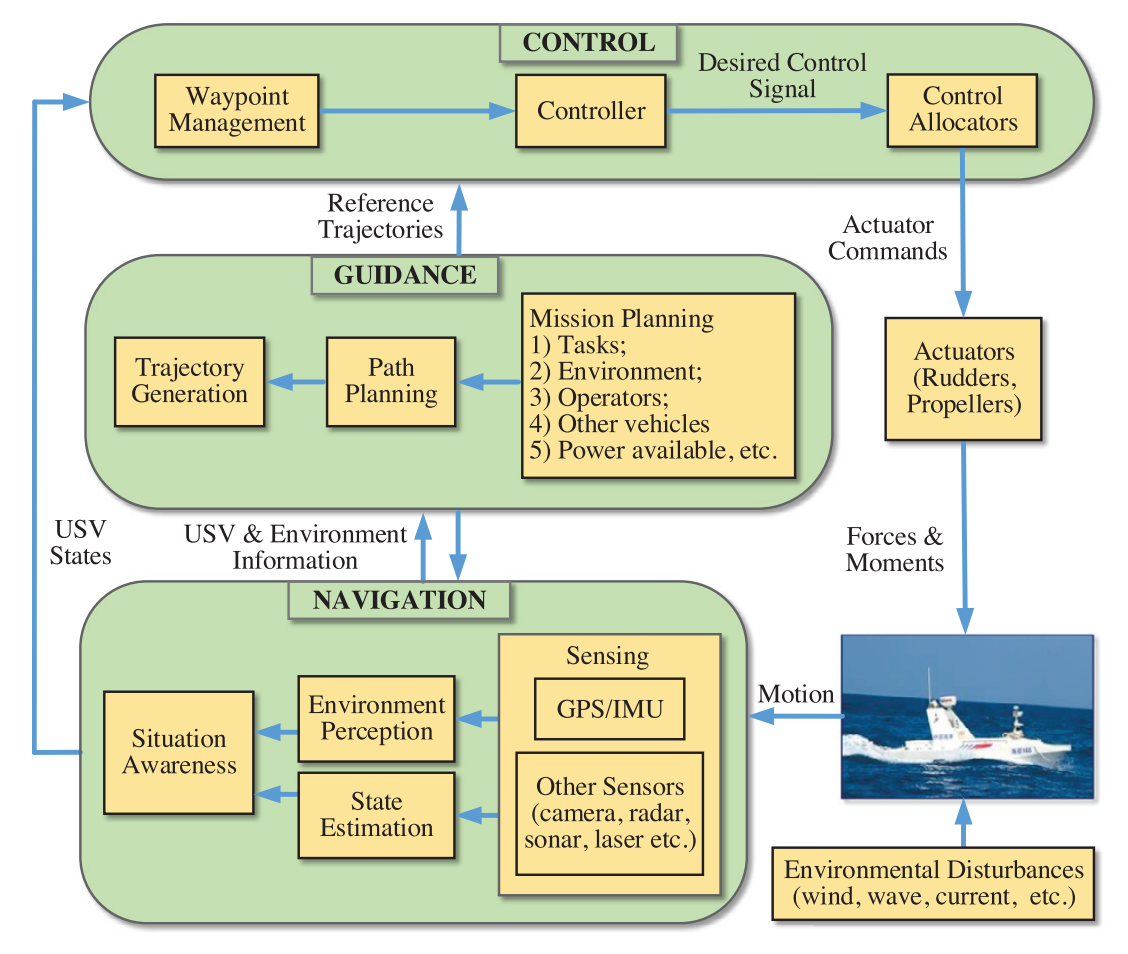 CONTROL
Waypoint
Management
Controller
Desired Control
Signal
Control
Allocators
Reference
Trajectories
Actuator
Commands
GUIDANCE
Trajectory
Generation
Path
Planning
Mission Planning
1) Tasks;
2) Environment;
3) Operators;
4) Other vehicles
5) Power available, etc.
Actuators
(Rudders,
Propellers)
USV
States
USV & Environment
Information
Forces &
Moments
NAVIGATION
Situation
Awareness
Environment
Perception
State
Estimation
Sensing
GPS/IMU
Other Sensors
(camera, radar,
sonar, laser etc.)
Motion
Environmental Disturbances
(wind, wave, current, etc.)